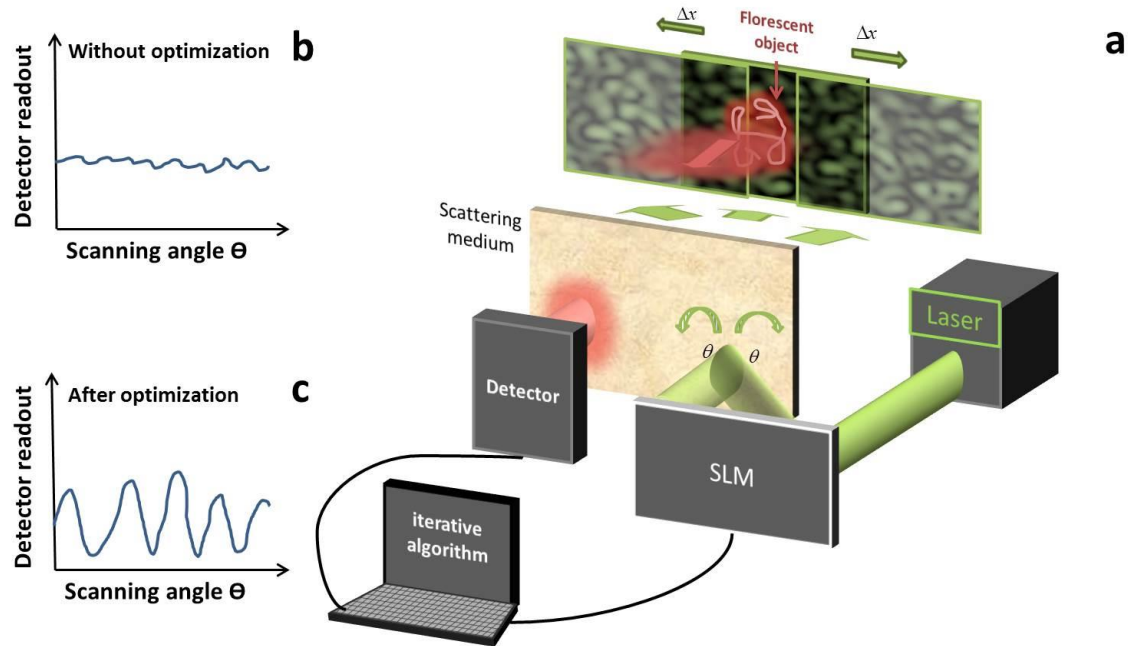 b
Without optimization
Detector readout
Scanning angle Θ
c
After optimization
Detector readout
Scanning angle Θ
a
Δx
Florescent
object
Δx
Scattering
medium
Laser
θ
θ
Detector
SLM
iterative
algorithm